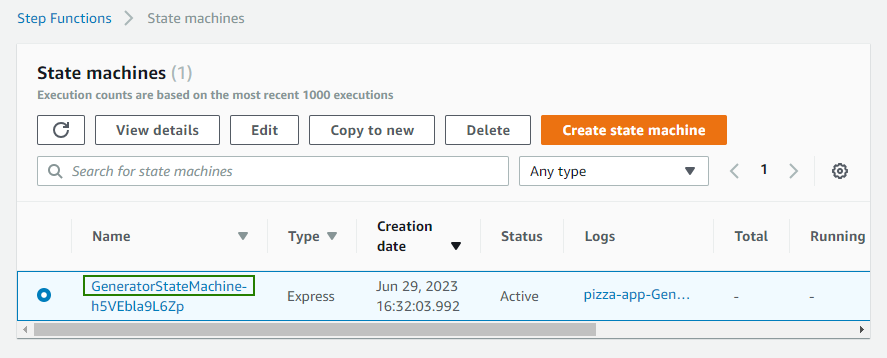 Step Functions > State machines
State machines (1)
Execution counts are based on the most recent 1000 executions
View details Edit Copy to new Delete Create state machine
Search for state machines Any type 1
Name Type Creation date Status Logs Total Running
GeneratorStateMachine-h5VEbla9L6Zp Express Jun 29, 2023 16:32:03.992 Active pizza-app-Gen... - -